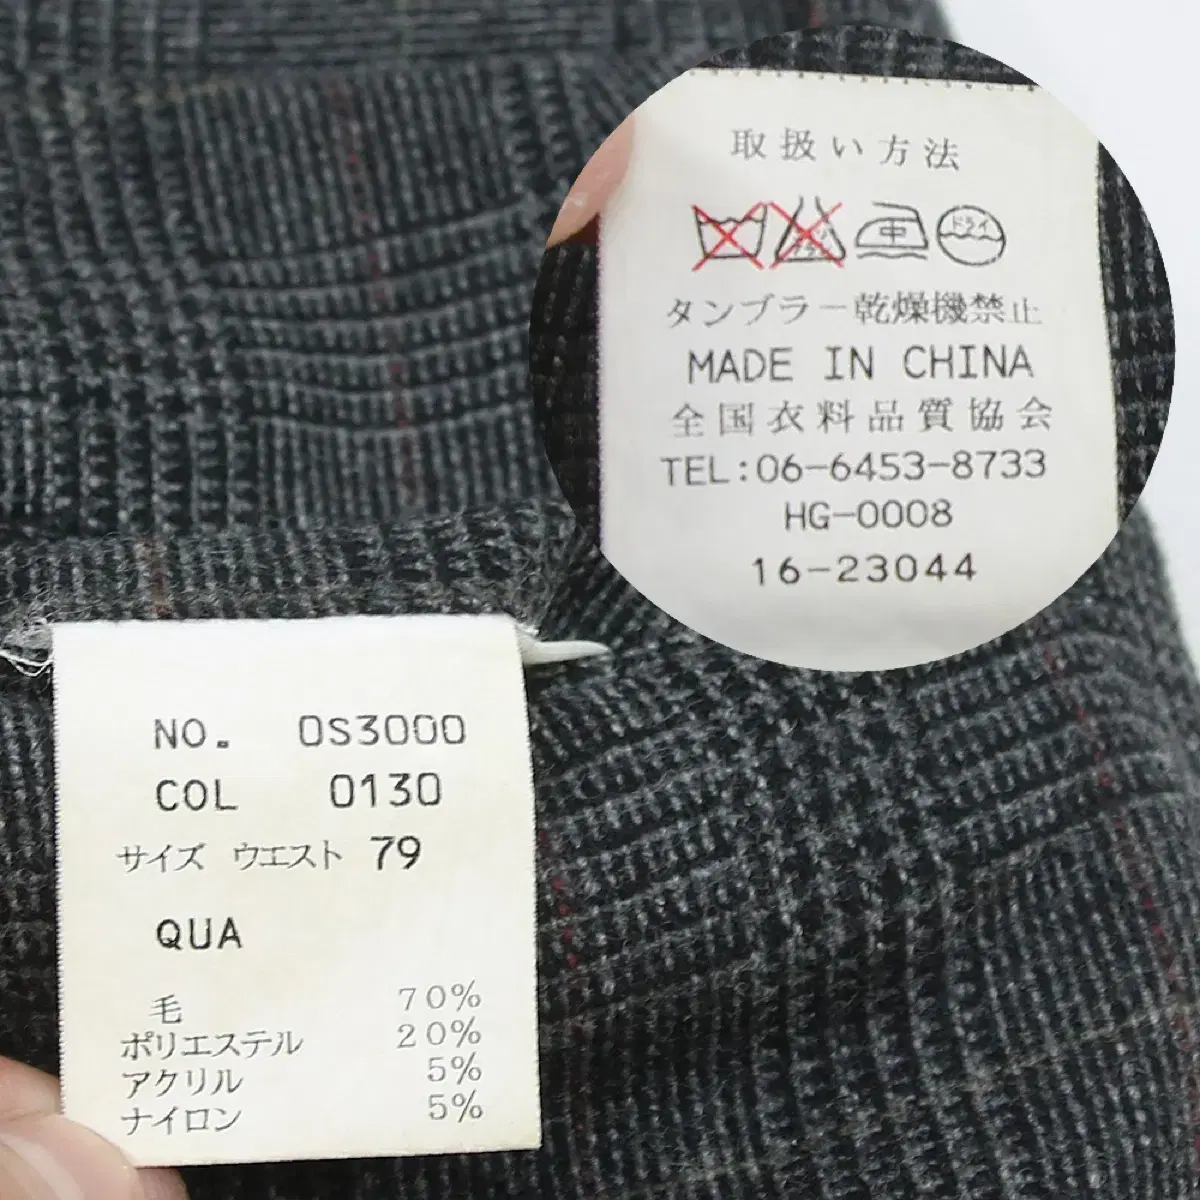 取扱い方法
中 ドライ
タンブラー乾燥機禁止
MADE IN CHINA
全国衣料品質協会
TEL:06-6453-8733
HG-0008
16-23044
NO. OS3000
COL 0130
サイズ ウエスト 79
QUA
毛 70%
ポリエステル 20%
アクリル 5%
ナイロン 5%